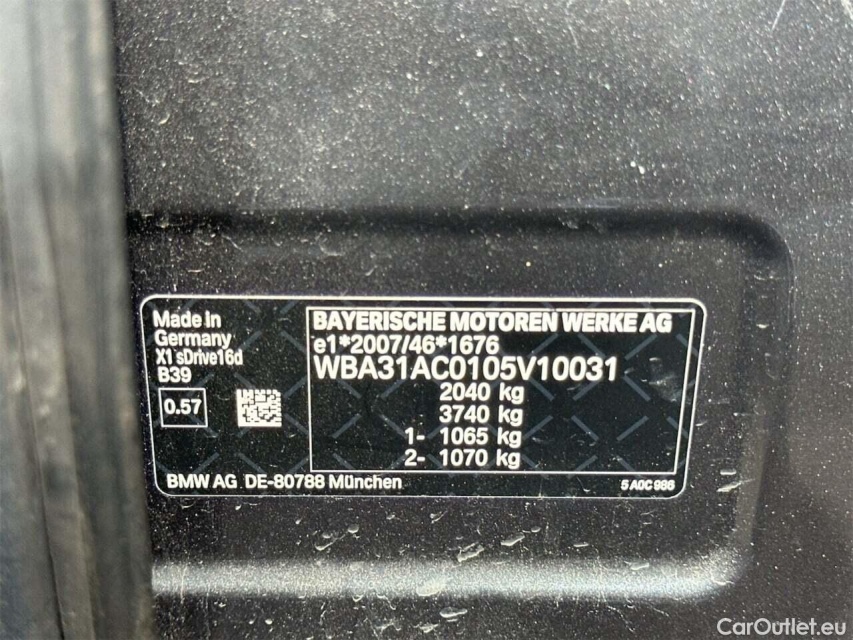 Made in
Germany
X1 sDrive16d
B39
0.57
BAYERISCHE MOTOREN WERKE AG
e1*2007/46*1676
WBA31AC0105V10031
2040 kg
3740 kg
1- 1065 kg
2- 1070 kg
BMW AG DE-80788 München
5 A0C 986
CarOutlet.eu